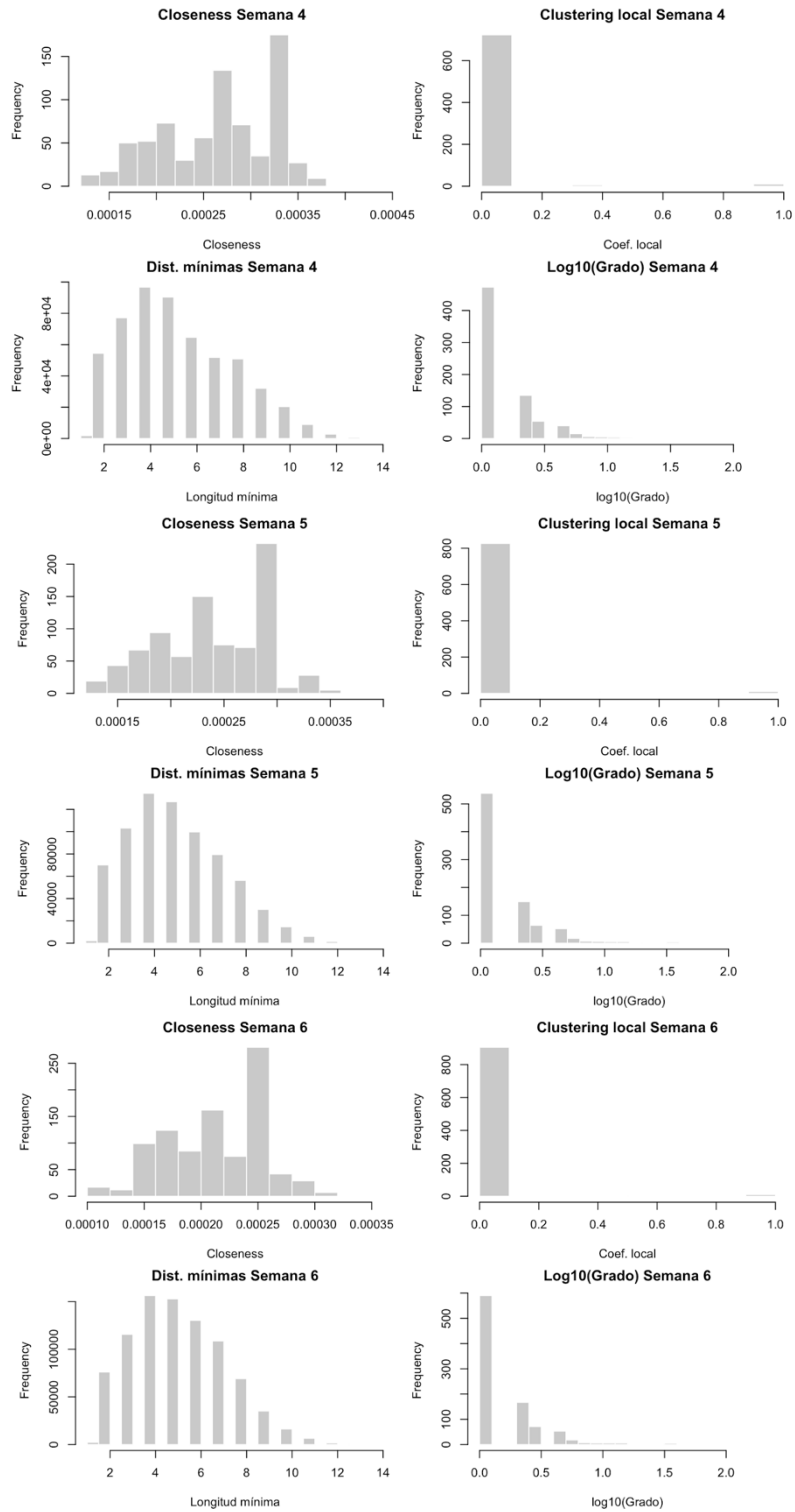 Closeness Semana 4
Frequency
0 50 100 150
0.00015 0.00025 0.00035 0.00045
Closeness
Clustering local Semana 4
Frequency
0 200 400 600
0.0 0.2 0.4 0.6 0.8 1.0
Coef. local
Dist. mínimas Semana 4
Frequency
0e+00 4e+04 8e+04
2 4 6 8 10 12 14
Longitud mínima
Log10(Grado) Semana 4
Frequency
0 100 200 400
0.0 0.5 1.0 1.5 2.0
log10(Grado)
Closeness Semana 5
Frequency
0 50 100 150 200
0.00015 0.00025 0.00035
Closeness
Clustering local Semana 5
Frequency
0 200 400 600 800
0.0 0.2 0.4 0.6 0.8 1.0
Coef. local
Dist. mínimas Semana 5
Frequency
0 40000 80000
2 4 6 8 10 12 14
Longitud mínima
Log10(Grado) Semana 5
Frequency
0 100 300 500
0.0 0.5 1.0 1.5 2.0
log10(Grado)
Closeness Semana 6
Frequency
0 50 150 250
0.00010 0.00015 0.00020 0.00025 0.00030 0.00035
Closeness
Clustering local Semana 6
Frequency
0 200 400 600 800
0.0 0.2 0.4 0.6 0.8 1.0
Coef. local
Dist. mínimas Semana 6
Frequency
0 50000 100000
2 4 6 8 10 12 14
Longitud mínima
Log10(Grado) Semana 6
Frequency
0 100 300 500
0.0 0.5 1.0 1.5 2.0
log10(Grado)